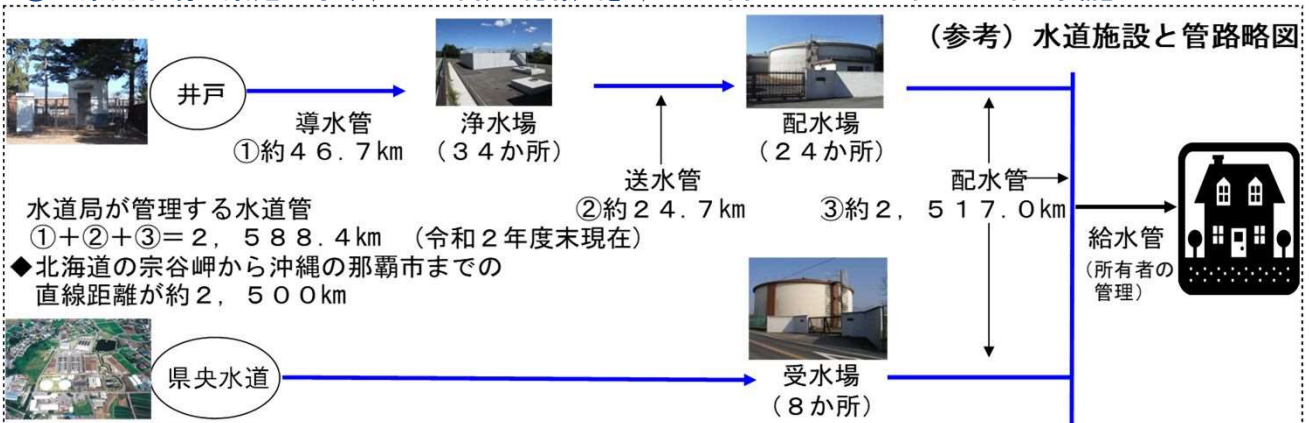 （参考）水道施設と管路略図
井戸
導水管
①約４６.７km
浄水場
（３４か所）
送水管
②約２４.７km
配水場
（２４か所）
配水管
③約２，５１７.０km
給水管
（所有者の
管理）
水道局が管理する水道管
①＋②＋③＝２，５８８.４km　（令和２年度末現在）
◆北海道の宗谷岬から沖縄の那覇市までの
直線距離が約２，５００km
県央水道
受水場
（８か所）